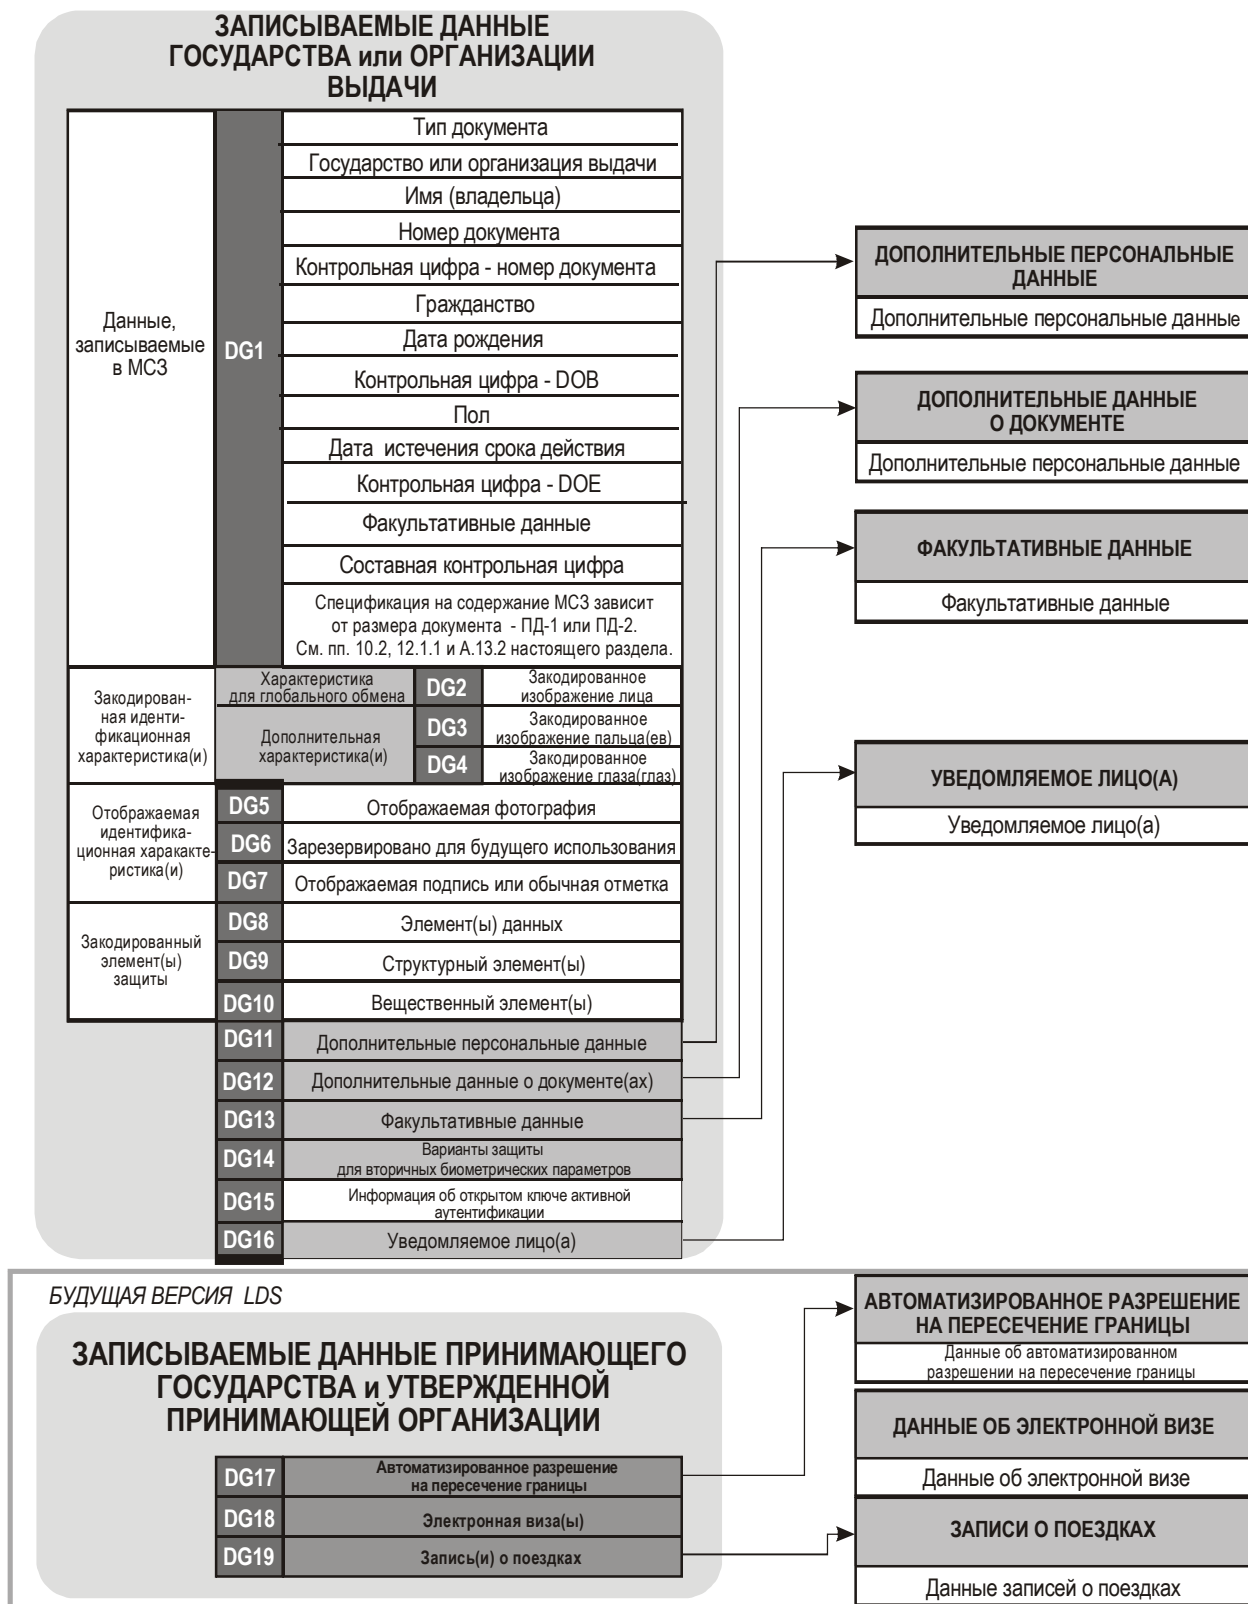 ЗАПИСЫВАЕМЫЕ ДАННЫЕ
ГОСУДАРСТВА или ОРГАНИЗАЦИИ
ВЫДАЧИ
Данные,
записываемые
в МСЗ
DG1
Тип документа
Государство или организация выдачи
Имя (владельца)
Номер документа
Контрольная цифра - номер документа
Гражданство
Дата рождения
Контрольная цифра - DOB
Пол
Дата истечения срока действия
Контрольная цифра - DOE
Факультативные данные
Составная контрольная цифра
Спецификация на содержание МСЗ зависит
от размера документа - ПД-1 или ПД-2.
См. пп. 10.2, 12.1.1 и А.13.2 настоящего раздела.
Закодирован-
ная иденти-
фикационная
характеристика(и)
Характеристика
для глобального обмена
DG2
Закодированное
изображение лица
Дополнительная
характеристика(и)
DG3
Закодированное
изображение пальца(ев)
DG4
Закодированное
изображение глаза(глаз)
Отображаемая
идентифика-
ционная харакакте-
ристика(и)
DG5
Отображаемая фотография
DG6
Зарезервировано для будущего использования
DG7
Отображаемая подпись или обычная отметка
Закодированный
элемент(ы)
защиты
DG8
Элемент(ы) данных
DG9
Структурный элемент(ы)
DG10
Вещественный элемент(ы)
DG11
Дополнительные персональные данные
DG12
Дополнительные данные о документе(ах)
DG13
Факультативные данные
DG14
Варианты защиты
для вторичных биометрических параметров
DG15
Информация об открытом ключе активной
аутентификации
DG16
Уведомляемое лицо(а)
ДОПОЛНИТЕЛЬНЫЕ ПЕРСОНАЛЬНЫЕ
ДАННЫЕ
Дополнительные персональные данные
ДОПОЛНИТЕЛЬНЫЕ ДАННЫЕ
О ДОКУМЕНТЕ
Дополнительные персональные данные
ФАКУЛЬТАТИВНЫЕ ДАННЫЕ
Факультативные данные
УВЕДОМЛЯЕМОЕ ЛИЦО(А)
Уведомляемое лицо(а)
БУДУЩАЯ ВЕРСИЯ LDS
ЗАПИСЫВАЕМЫЕ ДАННЫЕ ПРИНИМАЮЩЕГО
ГОСУДАРСТВА и УТВЕРЖДЕННОЙ
ПРИНИМАЮЩЕЙ ОРГАНИЗАЦИИ
DG17
Автоматизированное разрешение
на пересечение границы
DG18
Электронная виза(ы)
DG19
Запись(и) о поездках
АВТОМАТИЗИРОВАННОЕ РАЗРЕШЕНИЕ
НА ПЕРЕСЕЧЕНИЕ ГРАНИЦЫ
Данные об автоматизированном
разрешении на пересечение границы
ДАННЫЕ ОБ ЭЛЕКТРОННОЙ ВИЗЕ
Данные об электронной визе
ЗАПИСИ О ПОЕЗДКАХ
Данные записей о поездках